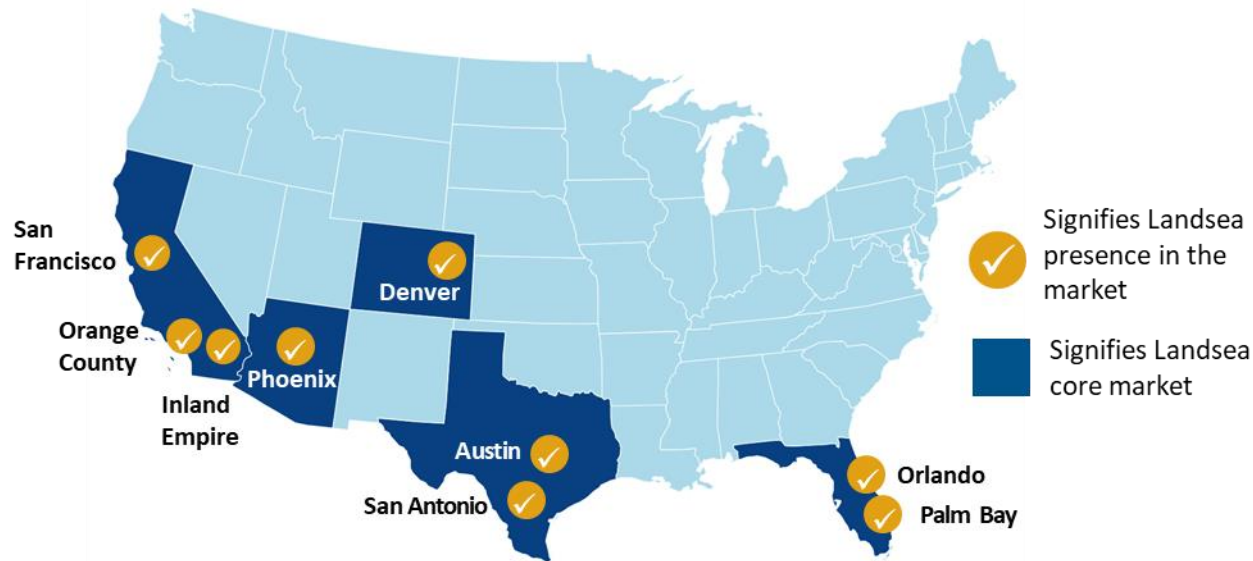 San
Francisco
Orange
County
Inland
Empire
Phoenix
Denver
Austin
San Antonio
Orlando
Palm Bay
Signifies Landsea
presence in the
market
Signifies Landsea
core market